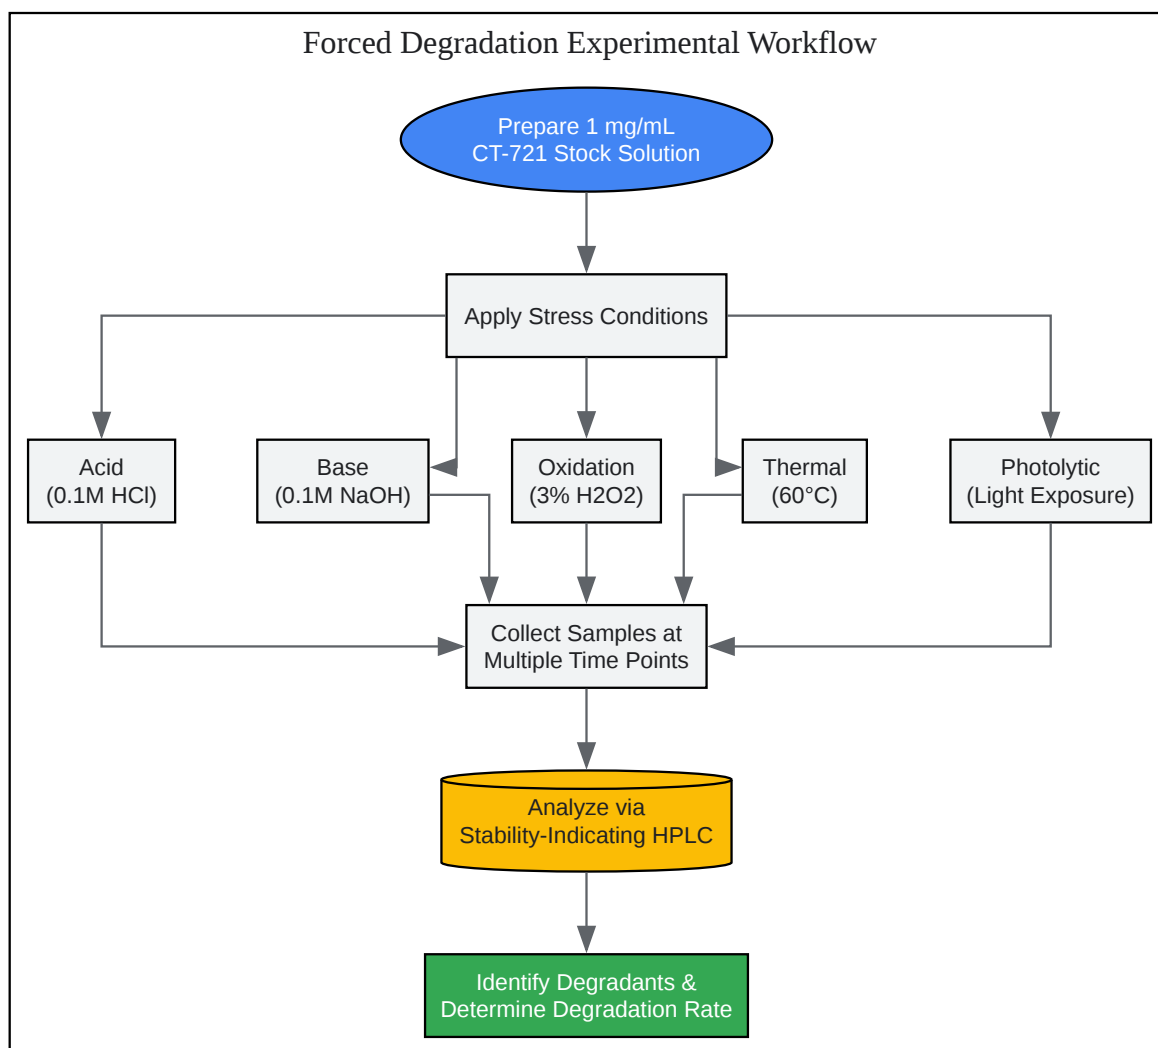 Forced Degradation Experimental Workflow
Prepare 1 mg/mL
CT-721 Stock Solution
Apply Stress Conditions
Acid
(0.1M HCl)
Base
(0.1M NaOH)
Oxidation
(3% H2O2)
Thermal
(60°C)
Photolytic
(Light Exposure)
Collect Samples at
Multiple Time Points
Analyze via
Stability-Indicating HPLC
Identify Degradants &
Determine Degradation Rate